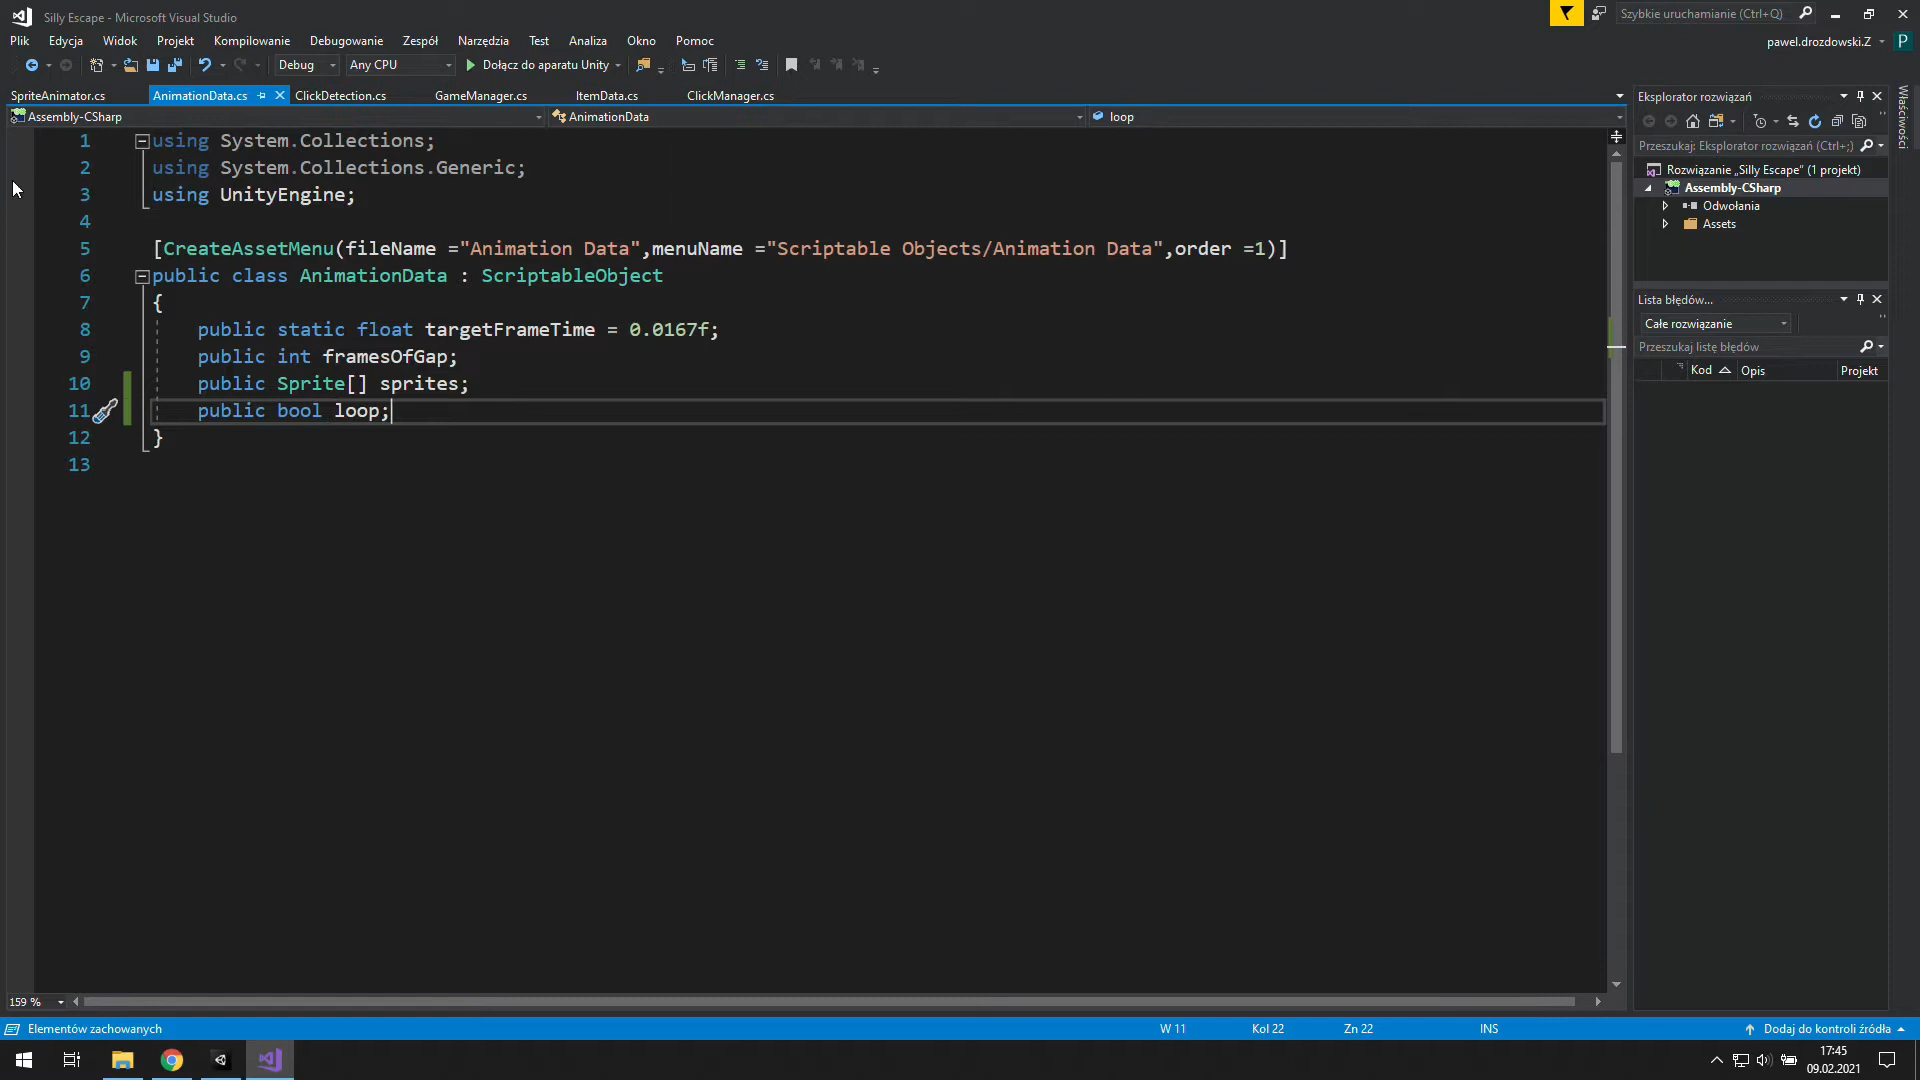 Silly Escape - Microsoft Visual Studio
Szybkie uruchamianie (Ctrl+Q)
Plik Edycja Widok Projekt Kompilowanie Debugowanie Zespół Narzędzia Test Analiza Okno Pomoc
pawel.drozdowski.Z P
Debug Any CPU Dołącz do aparatu Unity
SpriteAnimator.cs AnimationData.cs ClickDetection.cs GameManager.cs ItemData.cs ClickManager.cs
Assembly-CSharp AnimationData loop
1 using System.Collections;
2 using System.Collections.Generic;
3 using UnityEngine;
4
5 [CreateAssetMenu(fileName ="Animation Data",menuName ="Scriptable Objects/Animation Data",order =1)]
6 public class AnimationData : ScriptableObject
7 {
8 public static float targetFrameTime = 0.0167f;
9 public int framesOfGap;
10 public Sprite[] sprites;
11 public bool loop;
12 }
13
159 %
Eksplorator rozwiązań
Przeszukaj: Eksplorator rozwiązań (Ctrl+;)
Rozwiązanie „Silly Escape" (1 projekt)
Assembly-CSharp
Odwołania
Assets
Lista błędów...
Całe rozwiązanie
Przeszukaj listę błędów
Kod Opis Projekt
Właściwości
Elementów zachowanych W 11 Kol 22 Zn 22 INS Dodaj do kontroli źródła
17:45
09.02.2021